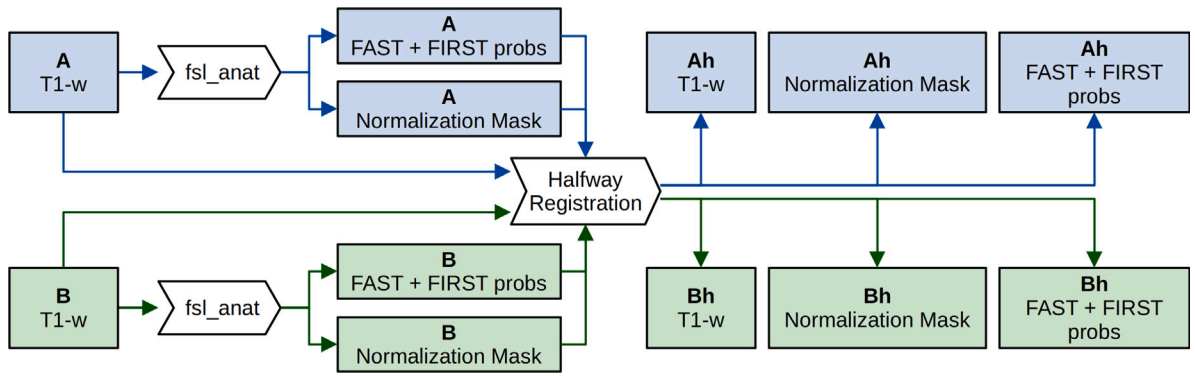 A
T1-w
fsl_anat
A
FAST + FIRST probs
A
Normalization Mask
Ah
T1-w
Ah
Normalization Mask
Ah
FAST + FIRST
probs
Halfway
Registration
B
T1-w
fsl_anat
B
FAST + FIRST probs
B
Normalization Mask
Bh
T1-w
Bh
Normalization Mask
Bh
FAST + FIRST
probs